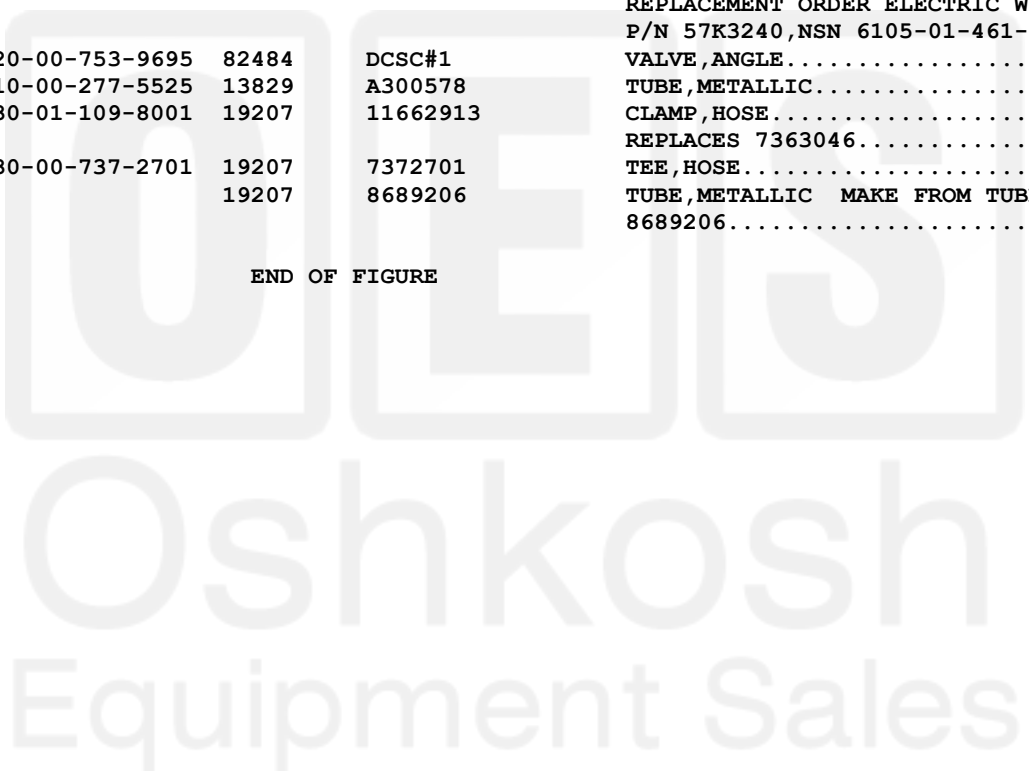 REPLACEMENT ORDER ELECTRIC
P/N 57K3240,NSN 6105-01-461-
20-00-753-9695 82484 DCSC#1 VALVE,ANGLE.................
10-00-277-5525 13829 A300578 TUBE,METALLIC...............
30-01-109-8001 19207 11662913 CLAMP,HOSE..................
REPLACES 7363046............
30-00-737-2701 19207 7372701 TEE,HOSE....................
19207 8689206 TUBE,METALLIC MAKE FROM
8689206.....................
END OF FIGURE
OES
Oshkosh
Equipment Sales